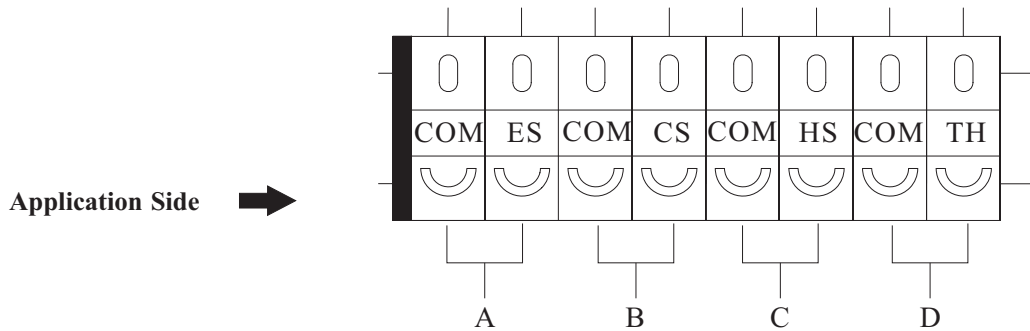 COM ES COM CS COM HS COM TH
Application Side
A B C D